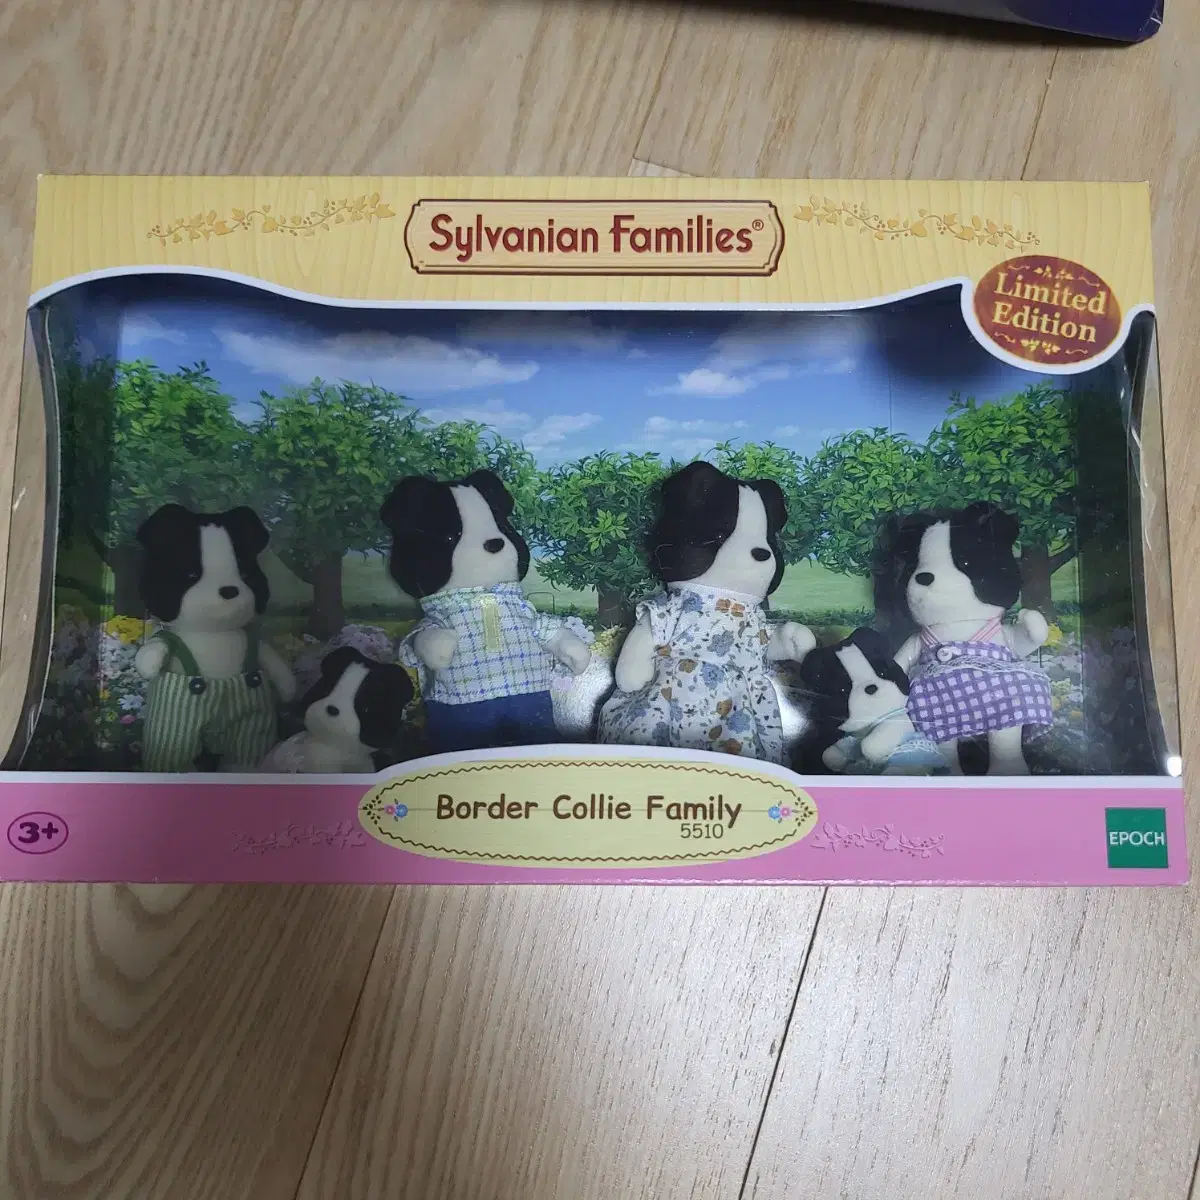 Sylvanian Families®
Limited
Edition
Border Collie Family
5510
3+
EPOCH